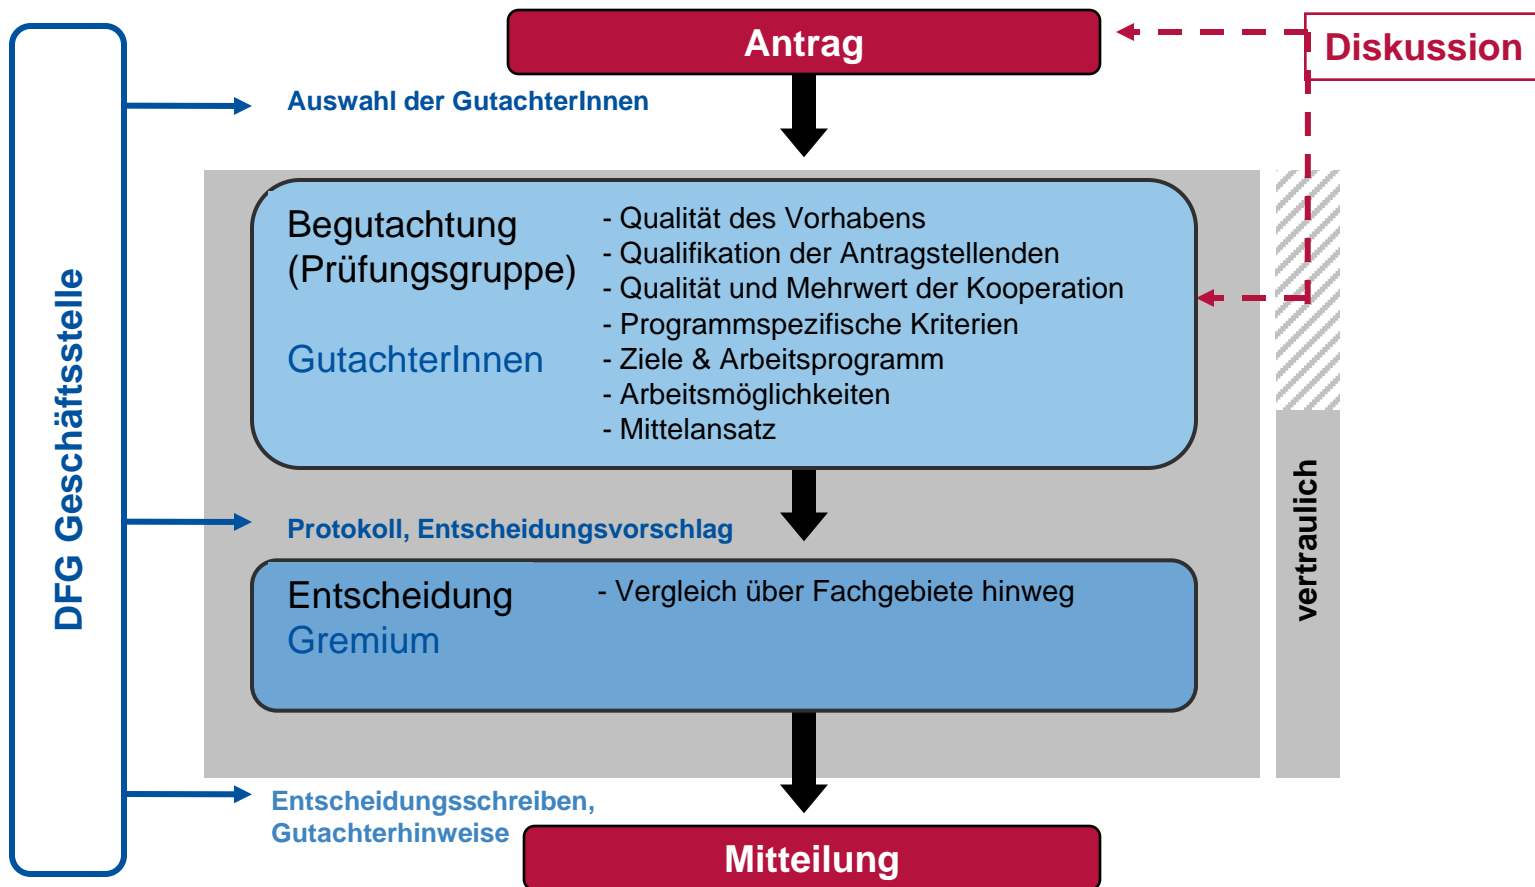 Antrag
Diskussion
DFG Geschäftsstelle
Auswahl der GutachterInnen
Begutachtung
(Prüfungsgruppe)
GutachterInnen
- Qualität des Vorhabens
- Qualifikation der Antragstellenden
- Qualität und Mehrwert der Kooperation
- Programmspezifische Kriterien
- Ziele & Arbeitsprogramm
- Arbeitsmöglichkeiten
- Mittelansatz
vertraulich
Protokoll, Entscheidungsvorschlag
Entscheidung
Gremium
- Vergleich über Fachgebiete hinweg
Entscheidungsschreiben,
Gutachterhinweise
Mitteilung